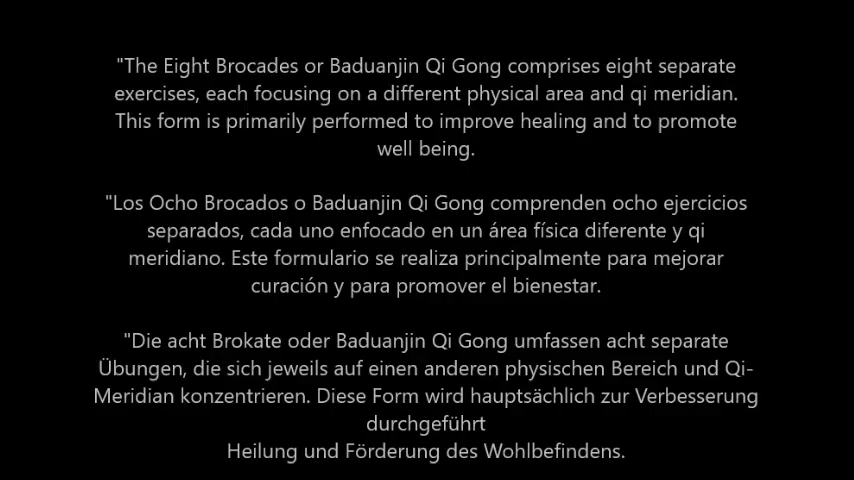 "The Eight Brocades or Baduanjin Qi Gong comprises eight separate
exercises, each focusing on a different physical area and qi meridian.
This form is primarily performed to improve healing and to promote
well being.
"Los Ocho Brocados o Baduanjin Qi Gong comprenden ocho ejercicios
separados, cada uno enfocado en un área física diferente y qi
meridiano. Este formulario se realiza principalmente para mejorar
curación y para promover el bienestar.
"Die acht Brokate oder Baduanjin Qi Gong umfassen acht separate
Übungen, die sich jeweils auf einen anderen physischen Bereich und Qi-
Meridian konzentrieren. Diese Form wird hauptsächlich zur Verbesserung
durchgeführt
Heilung und Förderung des Wohlbefindens.